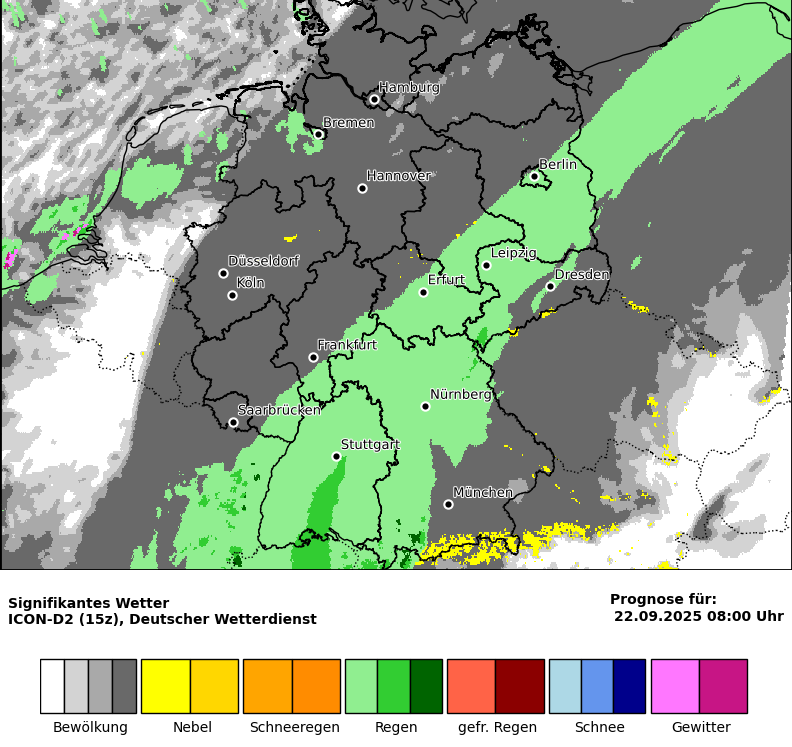 Hamburg
Bremen
Berlin
Hannover
Leipzig
Düsseldorf
Dresden
Köln
Erfurt
Frankfurt
Nürnberg
Saarbrücken
Stuttgart
München
Signifikantes Wetter
ICON-D2 (15z), Deutscher Wetterdienst
Prognose für:
22.09.2025 08:00 Uhr
Bewölkung Nebel Schneeregen Regen gefr. Regen Schnee Gewitter